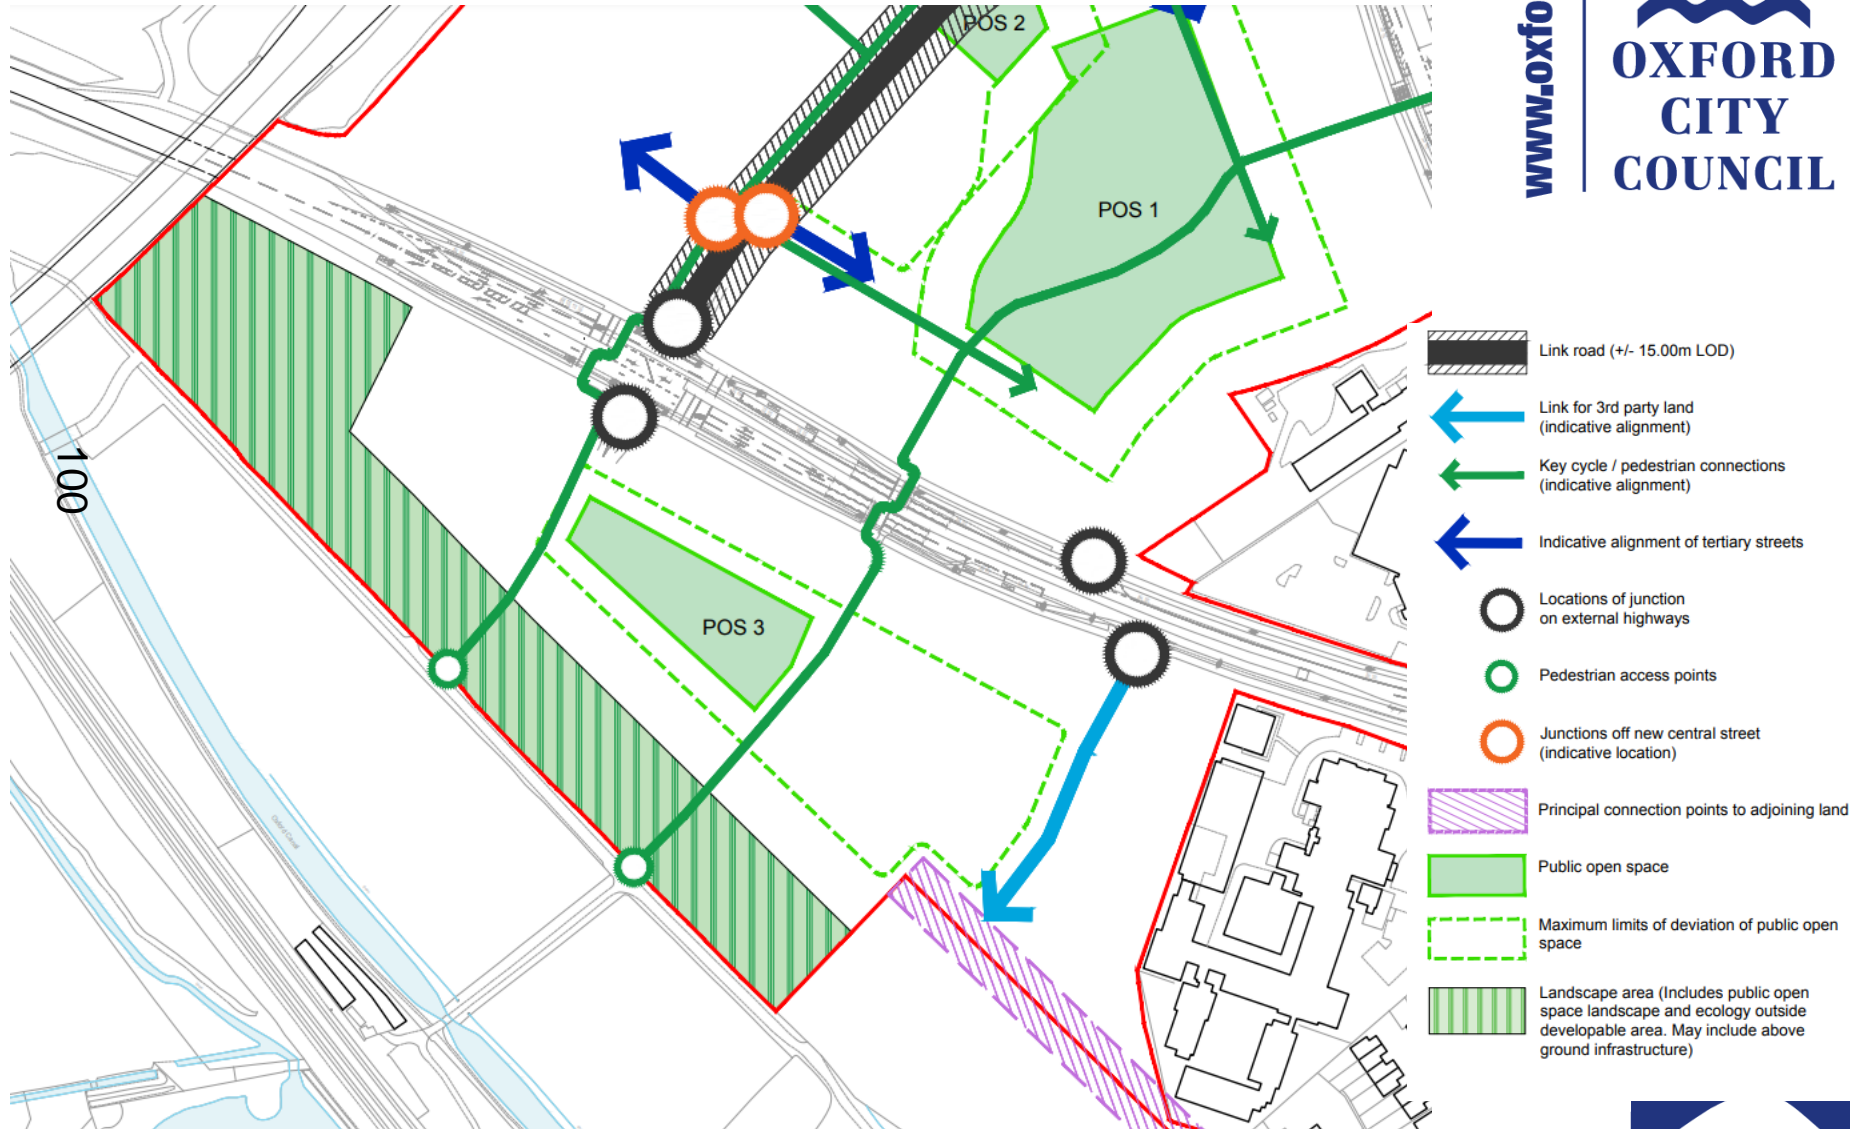 POS 2
www.oxfo
OXFORD
CITY
COUNCIL
POS 1
100
POS 3
Oxford Canal
Link road (+/- 15.00m LOD)
Link for 3rd party land
(indicative alignment)
Key cycle / pedestrian connections
(indicative alignment)
Indicative alignment of tertiary streets
Locations of junction
on external highways
Pedestrian access points
Junctions off new central street
(indicative location)
Principal connection points to adjoining land
Public open space
Maximum limits of deviation of public open
space
Landscape area (Includes public open
space landscape and ecology outside
developable area. May include above
ground infrastructure)